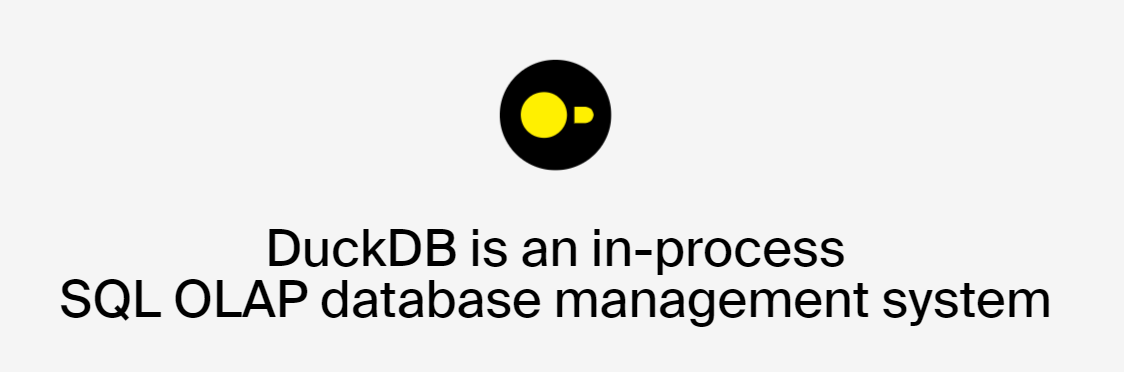 DuckDB is an in-process
SQL OLAP database management system